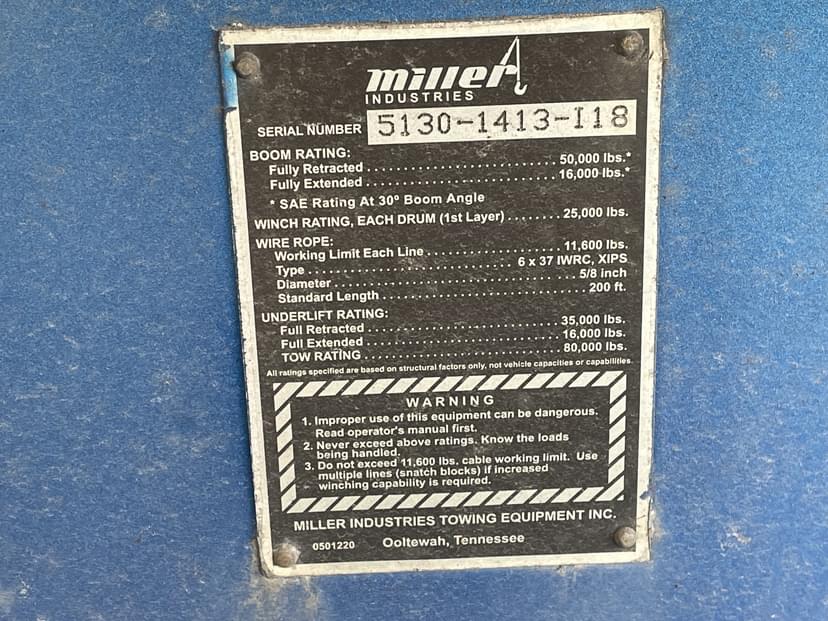 miller
INDUSTRIES
SERIAL NUMBER 5130-1413-I18
BOOM RATING:
Fully Retracted .......................... 50,000 lbs.*
Fully Extended .......................... 16,000 lbs.*
* SAE Rating At 30º Boom Angle
WINCH RATING, EACH DRUM (1st Layer) ........ 25,000 lbs.
WIRE ROPE:
Working Limit Each Line .................... 11,600 lbs.
Type .............................. 6 x 37 IWRC, XIPS
Diameter .................................. 5/8 inch
Standard Length ............................ 200 ft.
UNDERLIFT RATING:
Full Retracted ........................... 35,000 lbs.
Full Extended ............................ 16,000 lbs.
TOW RATING ............................... 80,000 lbs.
All ratings specified are based on structural factors only, not vehicle capacities or capabilities.
WARNING
1. Improper use of this equipment can be dangerous.
Read operator's manual first.
2. Never exceed above ratings. Know the loads
being handled.
3. Do not exceed 11,600 lbs. cable working limit. Use
multiple lines (snatch blocks) if increased
winching capability is required.
MILLER INDUSTRIES TOWING EQUIPMENT INC.
0501220 Ooltewah, Tennessee